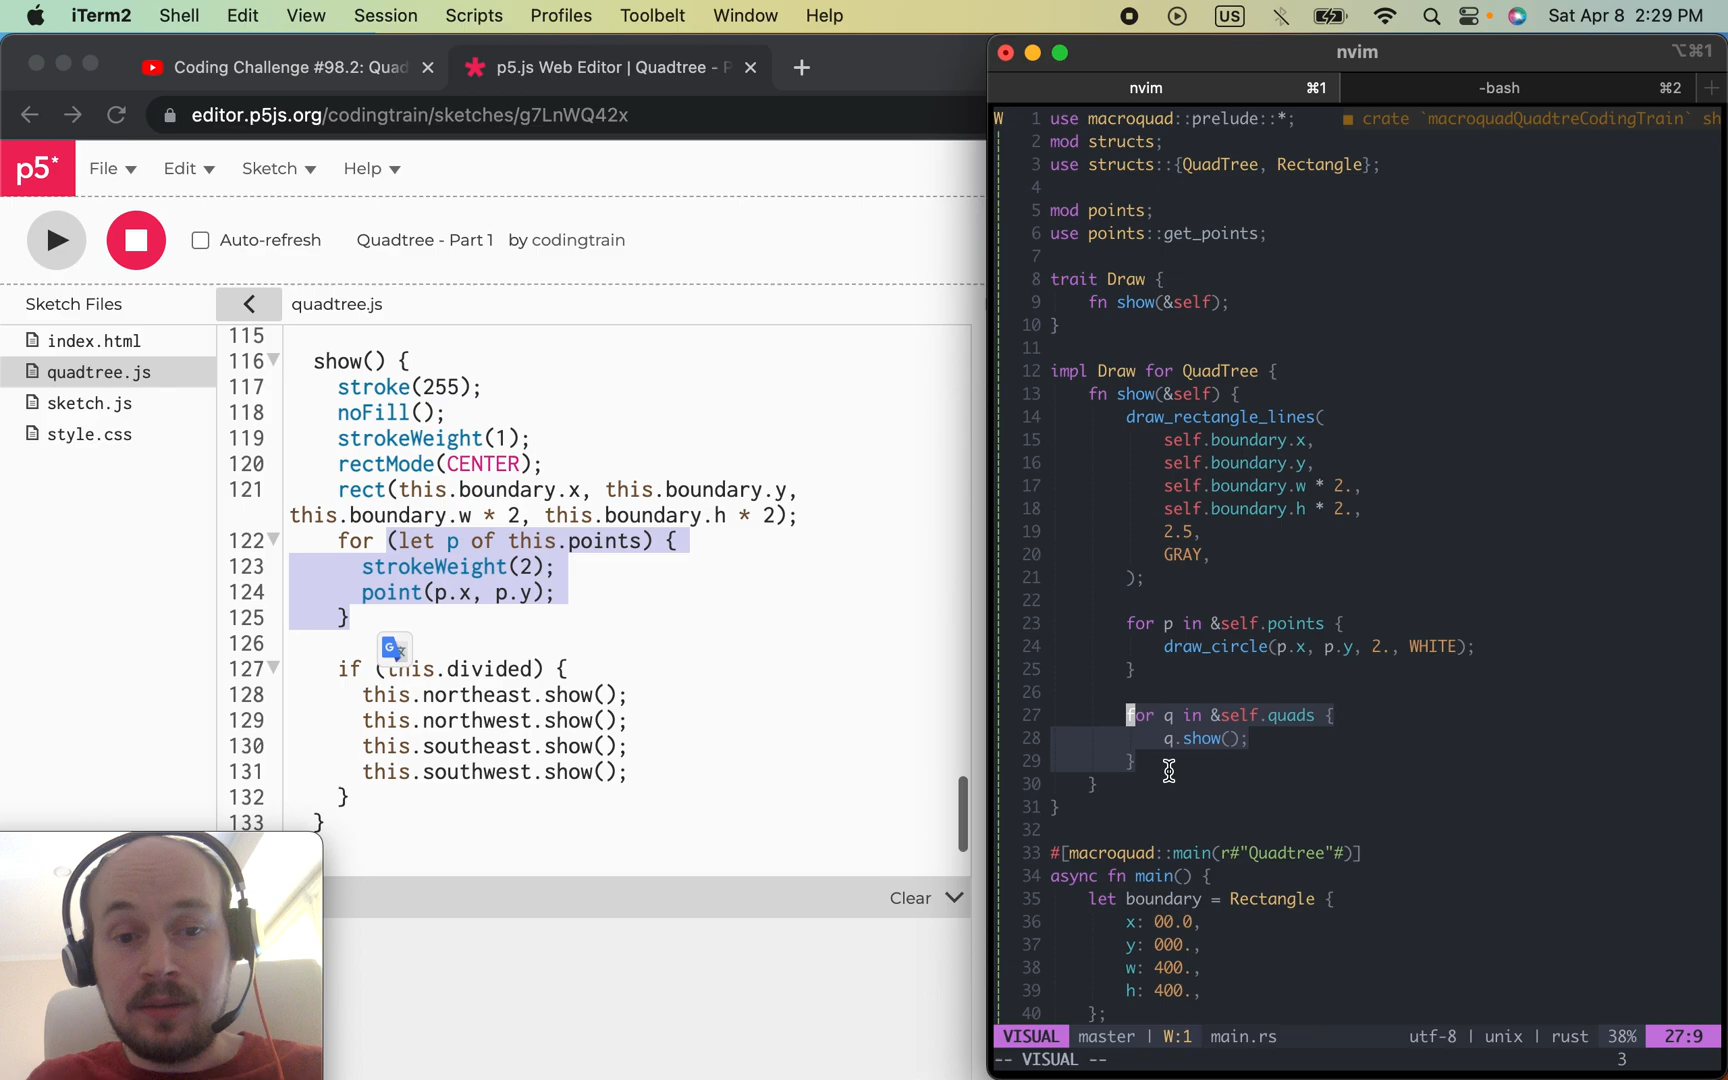 iTerm2 Shell Edit View Session Scripts Profiles Toolbelt Window Help US Sat Apr 8 2:29 PM
Coding Challenge #98.2: Quad
p5.js Web Editor | Quadtree - P
editor.p5js.org/codingtrain/sketches/g7LnWQ42x
p5* File Edit Sketch Help
Auto-refresh Quadtree - Part 1 by codingtrain
Sketch Files
index.html
quadtree.js
sketch.js
style.css
quadtree.js
115
116 show() {
117 stroke(255);
118 noFill();
119 strokeWeight(1);
120 rectMode(CENTER);
121 rect(this.boundary.x, this.boundary.y,
this.boundary.w * 2, this.boundary.h * 2);
122 for (let p of this.points) {
123 strokeWeight(2);
124 point(p.x, p.y);
125 }
126
127 if (this.divided) {
128 this.northeast.show();
129 this.northwest.show();
130 this.southeast.show();
131 this.southwest.show();
132 }
133 }
Clear
nvim ⌥⌘1
nvim ⌘1 -bash ⌘2
W 1 use macroquad::prelude::*; ■ crate `macroquadQuadtreeCodingTrain` sh
2 mod structs;
3 use structs::{QuadTree, Rectangle};
4
5 mod points;
6 use points::get_points;
7
8 trait Draw {
9 fn show(&self);
10 }
11
12 impl Draw for QuadTree {
13 fn show(&self) {
14 draw_rectangle_lines(
15 self.boundary.x,
16 self.boundary.y,
17 self.boundary.w * 2.,
18 self.boundary.h * 2.,
19 2.5,
20 GRAY,
21 );
22
23 for p in &self.points {
24 draw_circle(p.x, p.y, 2., WHITE);
25 }
26
27 for q in &self.quads {
28 q.show();
29 }
30 }
31 }
32
33 #[macroquad::main(r#"Quadtree"#)]
34 async fn main() {
35 let boundary = Rectangle {
36 x: 00.0,
37 y: 000.,
38 w: 400.,
39 h: 400.,
40 };
VISUAL master | W:1 main.rs utf-8 | unix | rust 38% 27:9
-- VISUAL -- 3